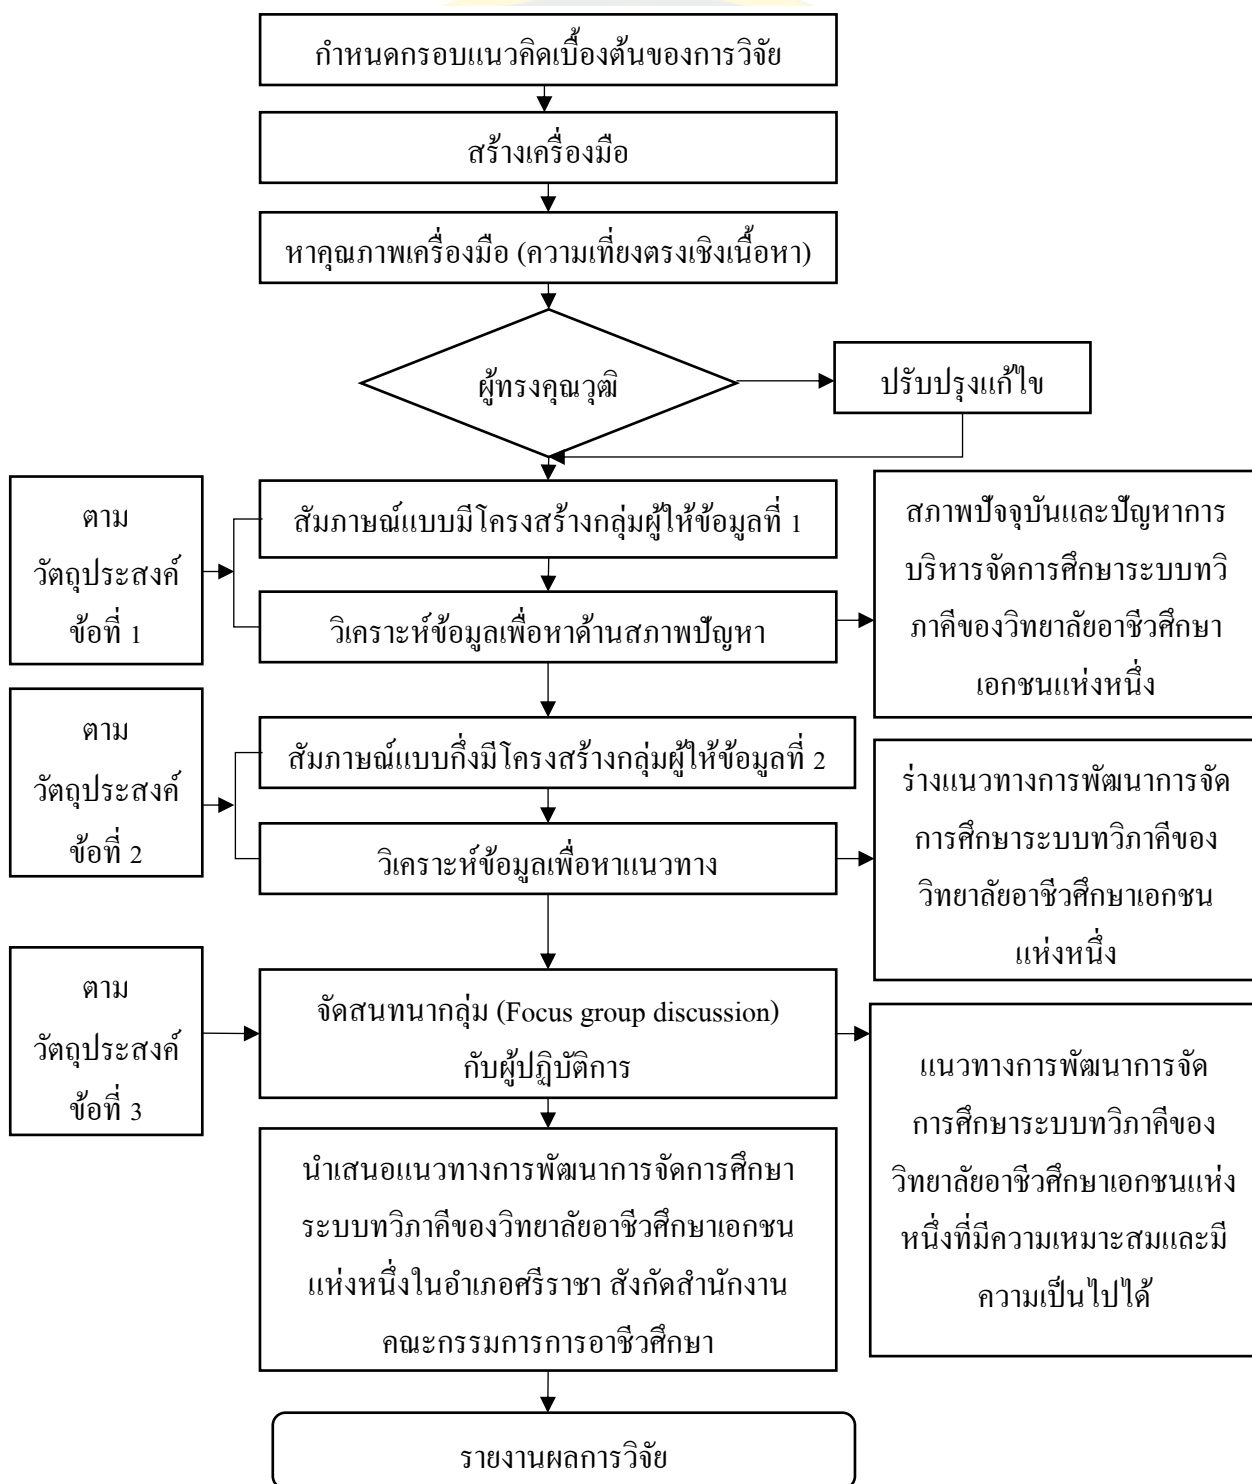 กำหนดกรอบแนวคิดเบื้องต้นของการวิจัย
สร้างเครื่องมือ
หาคุณภาพเครื่องมือ (ความเที่ยงตรงเชิงเนื้อหา)
ผู้ทรงคุณวุฒิ
ปรับปรุงแก้ไข
ตาม
วัตถุประสงค์
ข้อที่ 1
สัมภาษณ์แบบมีโครงสร้างกลุ่มผู้ให้ข้อมูลที่ 1
วิเคราะห์ข้อมูลเพื่อหาด้านสภาพปัญหา
สภาพปัจจุบันและปัญหาการ
บริหารจัดการศึกษาระบบทวิ
ภาคีของวิทยาลัยอาชีวศึกษา
เอกชนแห่งหนึ่ง
ตาม
วัตถุประสงค์
ข้อที่ 2
สัมภาษณ์แบบกึ่งมีโครงสร้างกลุ่มผู้ให้ข้อมูลที่ 2
วิเคราะห์ข้อมูลเพื่อหาแนวทาง
ร่างแนวทางการพัฒนาการจัด
การศึกษาระบบทวิภาคีของ
วิทยาลัยอาชีวศึกษาเอกชน
แห่งหนึ่ง
ตาม
วัตถุประสงค์
ข้อที่ 3
จัดสนทนากลุ่ม (Focus group discussion)
กับผู้ปฏิบัติการ
แนวทางการพัฒนาการจัด
การศึกษาระบบทวิภาคีของ
วิทยาลัยอาชีวศึกษาเอกชนแห่ง
หนึ่งที่มีความเหมาะสมและมี
ความเป็นไปได้
นำเสนอแนวทางการพัฒนาการจัดการศึกษา
ระบบทวิภาคีของวิทยาลัยอาชีวศึกษาเอกชน
แห่งหนึ่งในอำเภอศรีราชา สังกัดสำนักงาน
คณะกรรมการการอาชีวศึกษา
รายงานผลการวิจัย